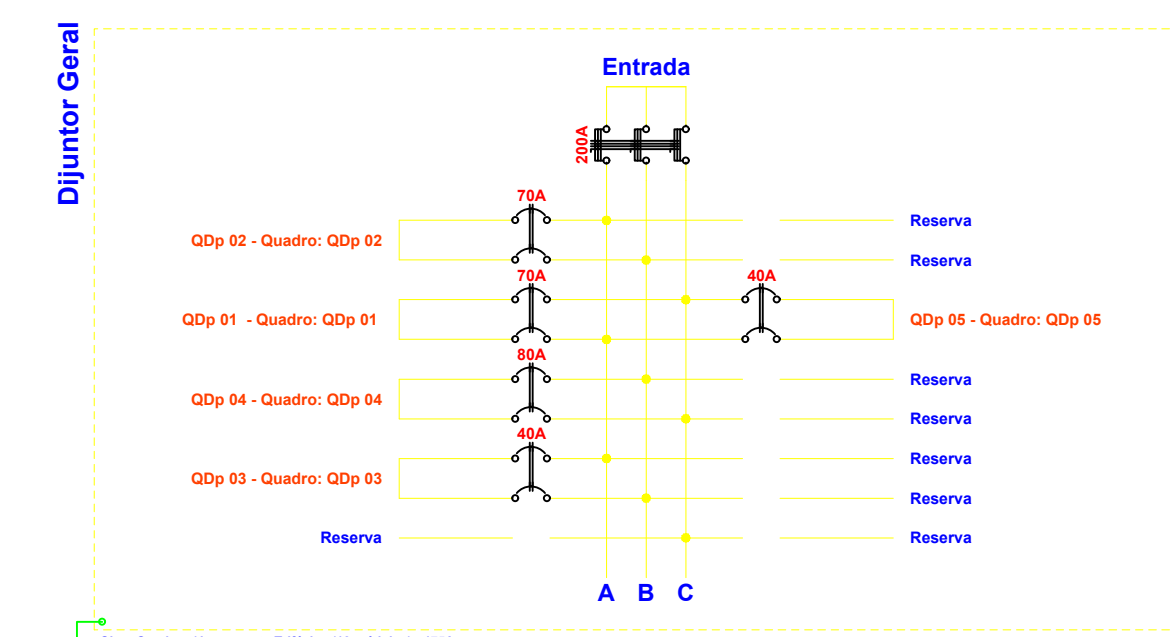 Dijuntor Geral
Entrada
200A
70A
Reserva
QDp 02 - Quadro: QDp 02
Reserva
70A
40A
QDp 01 - Quadro: QDp 01
QDp 05 - Quadro: QDp 05
80A
Reserva
QDp 04 - Quadro: QDp 04
Reserva
40A
Reserva
QDp 03 - Quadro: QDp 03
Reserva
Reserva
Reserva
A B C